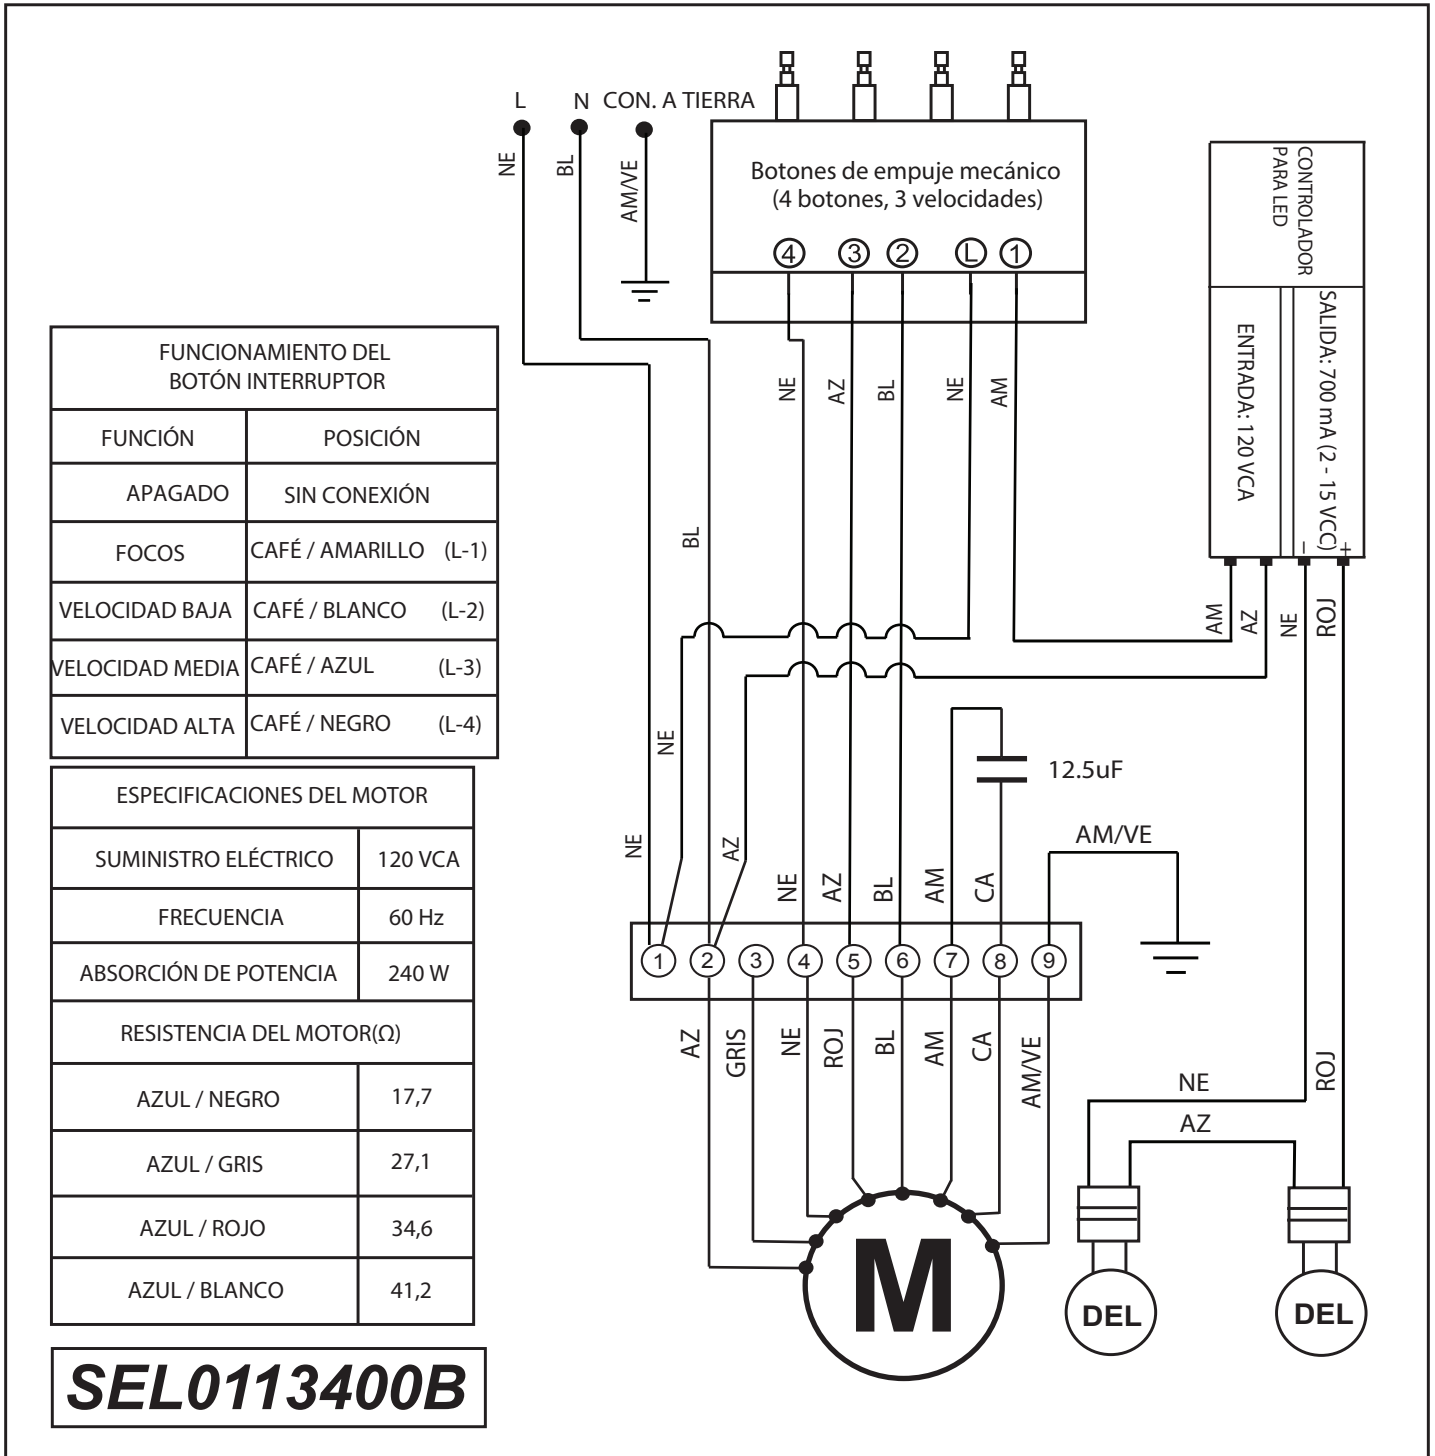 L N CON. A TIERRA
NE
BL
AM/VE
Botones de empuje mecánico
(4 botones, 3 velocidades)
4 3 2 L 1
NE
AZ
BL
NE
AM
CONTROLADOR
PARA LED
ENTRADA: 120 VCA
SALIDA: 700 mA (2 - 15 VCC)
– +
AM
AZ
NE
ROJ
FUNCIONAMIENTO DEL
BOTÓN INTERRUPTOR
FUNCIÓN POSICIÓN
APAGADO SIN CONEXIÓN
FOCOS CAFÉ / AMARILLO (L-1)
VELOCIDAD BAJA CAFÉ / BLANCO (L-2)
VELOCIDAD MEDIA CAFÉ / AZUL (L-3)
VELOCIDAD ALTA CAFÉ / NEGRO (L-4)
ESPECIFICACIONES DEL MOTOR
SUMINISTRO ELÉCTRICO 120 VCA
FRECUENCIA 60 Hz
ABSORCIÓN DE POTENCIA 240 W
RESISTENCIA DEL MOTOR(Ω)
AZUL / NEGRO 17,7
AZUL / GRIS 27,1
AZUL / ROJO 34,6
AZUL / BLANCO 41,2
SEL0113400B
BL
NE
NE
AZ
12.5uF
NE
AZ
BL
AM
CA
AM/VE
1 2 3 4 5 6 7 8 9
AZ
GRIS
NE
ROJ
BL
AM
CA
AM/VE
M
NE
AZ
ROJ
DEL
DEL